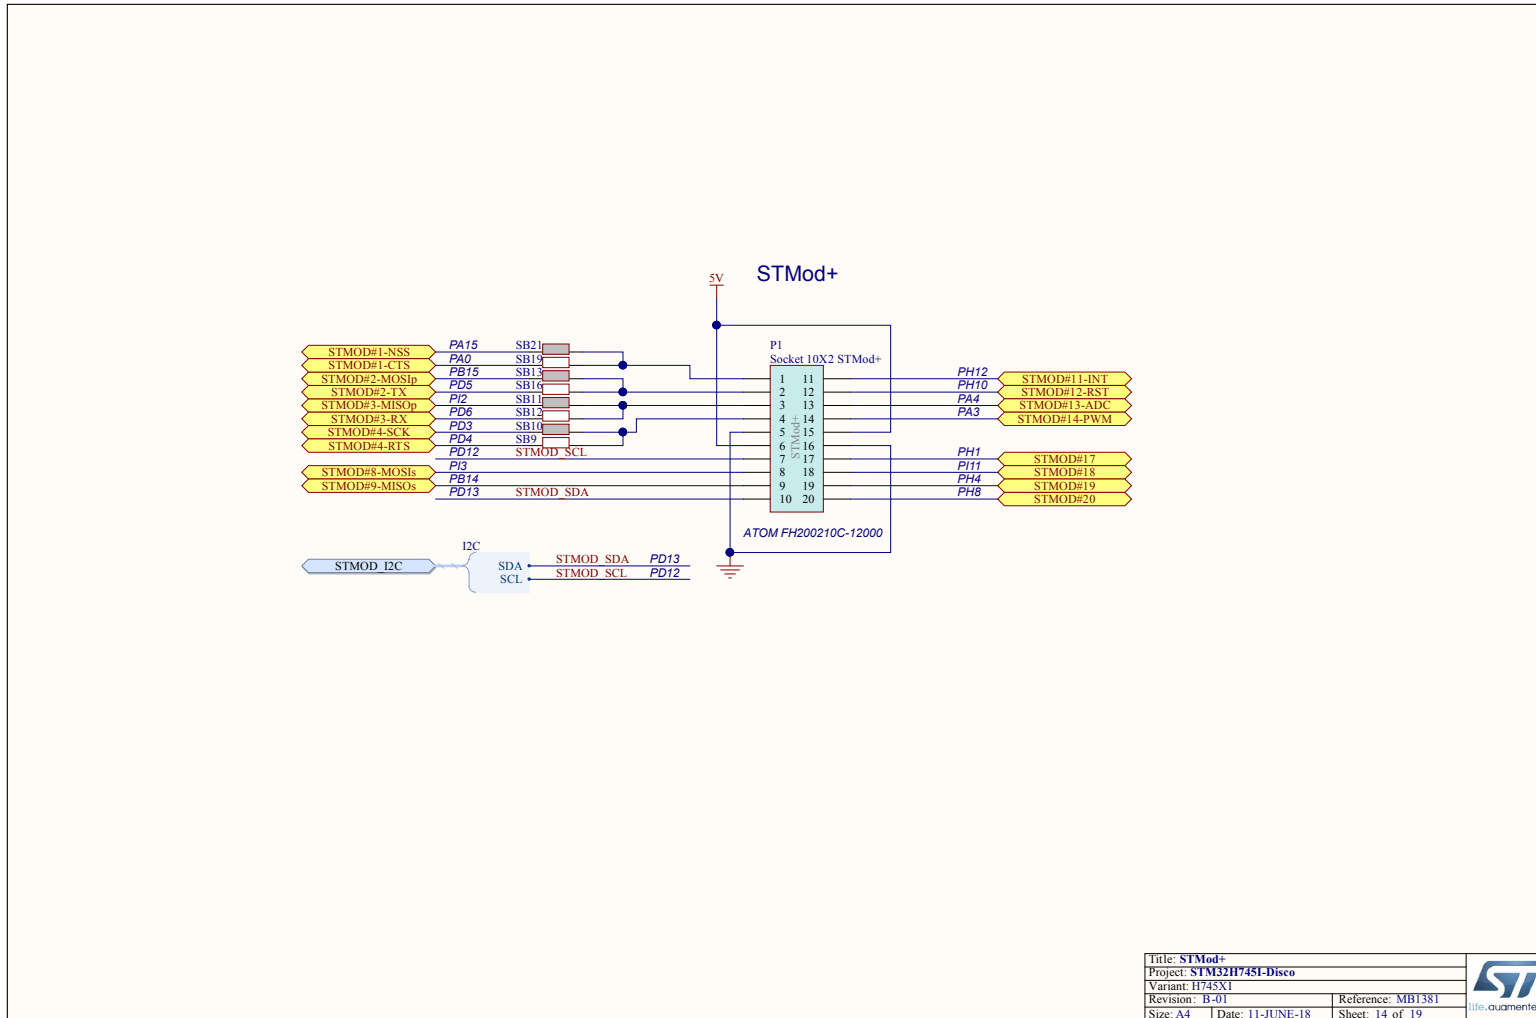 STMod+
5V
P1
Socket 10X2 STMod+
STMOD#1-NSS PA15 SB21
STMOD#1-CTS PA0 SB19
STMOD#2-MOSIp PB15 SB13
STMOD#2-TX PD5 SB16
STMOD#3-MISOp PI2 SB11
STMOD#3-RX PD6 SB12
STMOD#4-SCK PD3 SB10
STMOD#4-RTS PD4 SB9
PD12 STMOD_SCL
STMOD#8-MOSIs PI3
STMOD#9-MISOs PB14
PD13 STMOD_SDA
1 11 PH12 STMOD#11-INT
2 12 PH10 STMOD#12-RST
3 13 PA4 STMOD#13-ADC
4 14 PA3 STMOD#14-PWM
5 15
6 16
7 17 PH1 STMOD#17
8 18 PI11 STMOD#18
9 19 PH4 STMOD#19
10 20 PH8 STMOD#20
STMod+
ATOM FH200210C-12000
I2C
STMOD_I2C
SDA STMOD_SDA PD13
SCL STMOD_SCL PD12
Title: STMod+
Project: STM32H745I-Disco
Variant: H745XI
Revision: B-01 Reference: MB1381
Size: A4 Date: 11-JUNE-18 Sheet: 14 of 19
ST
life.augmente